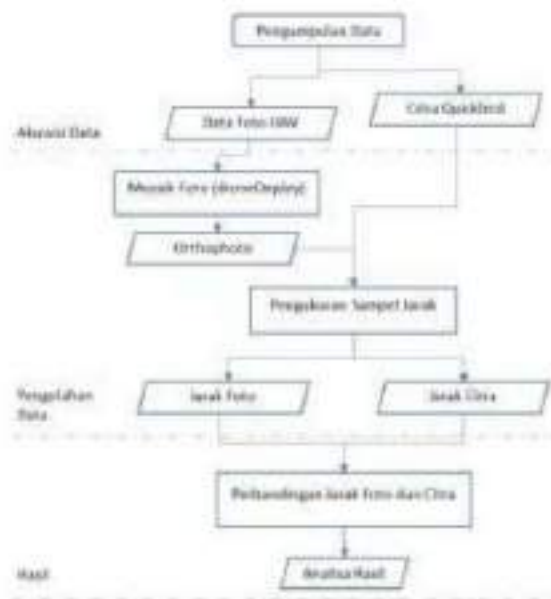 Pengumpulan Data
Data Foto UAV
Citra Quickbird
Akuisisi Data
Mozaik Foto (droneDeploy)
Orthophoto
Pengukuran Sampel Jarak
Jarak Foto
Jarak Citra
Pengolahan
Data
Perbandingan Jarak Foto dan Citra
Analisa Hasil
Hasil